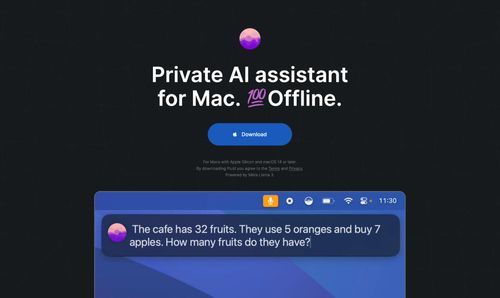 Private AI assistant
for Mac. 💯Offline.
Download
For Macs with Apple Silicon and macOS 14 or later.
By downloading you agree to the Terms and Privacy.
Powered by Meta Llama 3.
11:30
The cafe has 32 fruits. They use 5 oranges and buy 7
apples. How many fruits do they have?